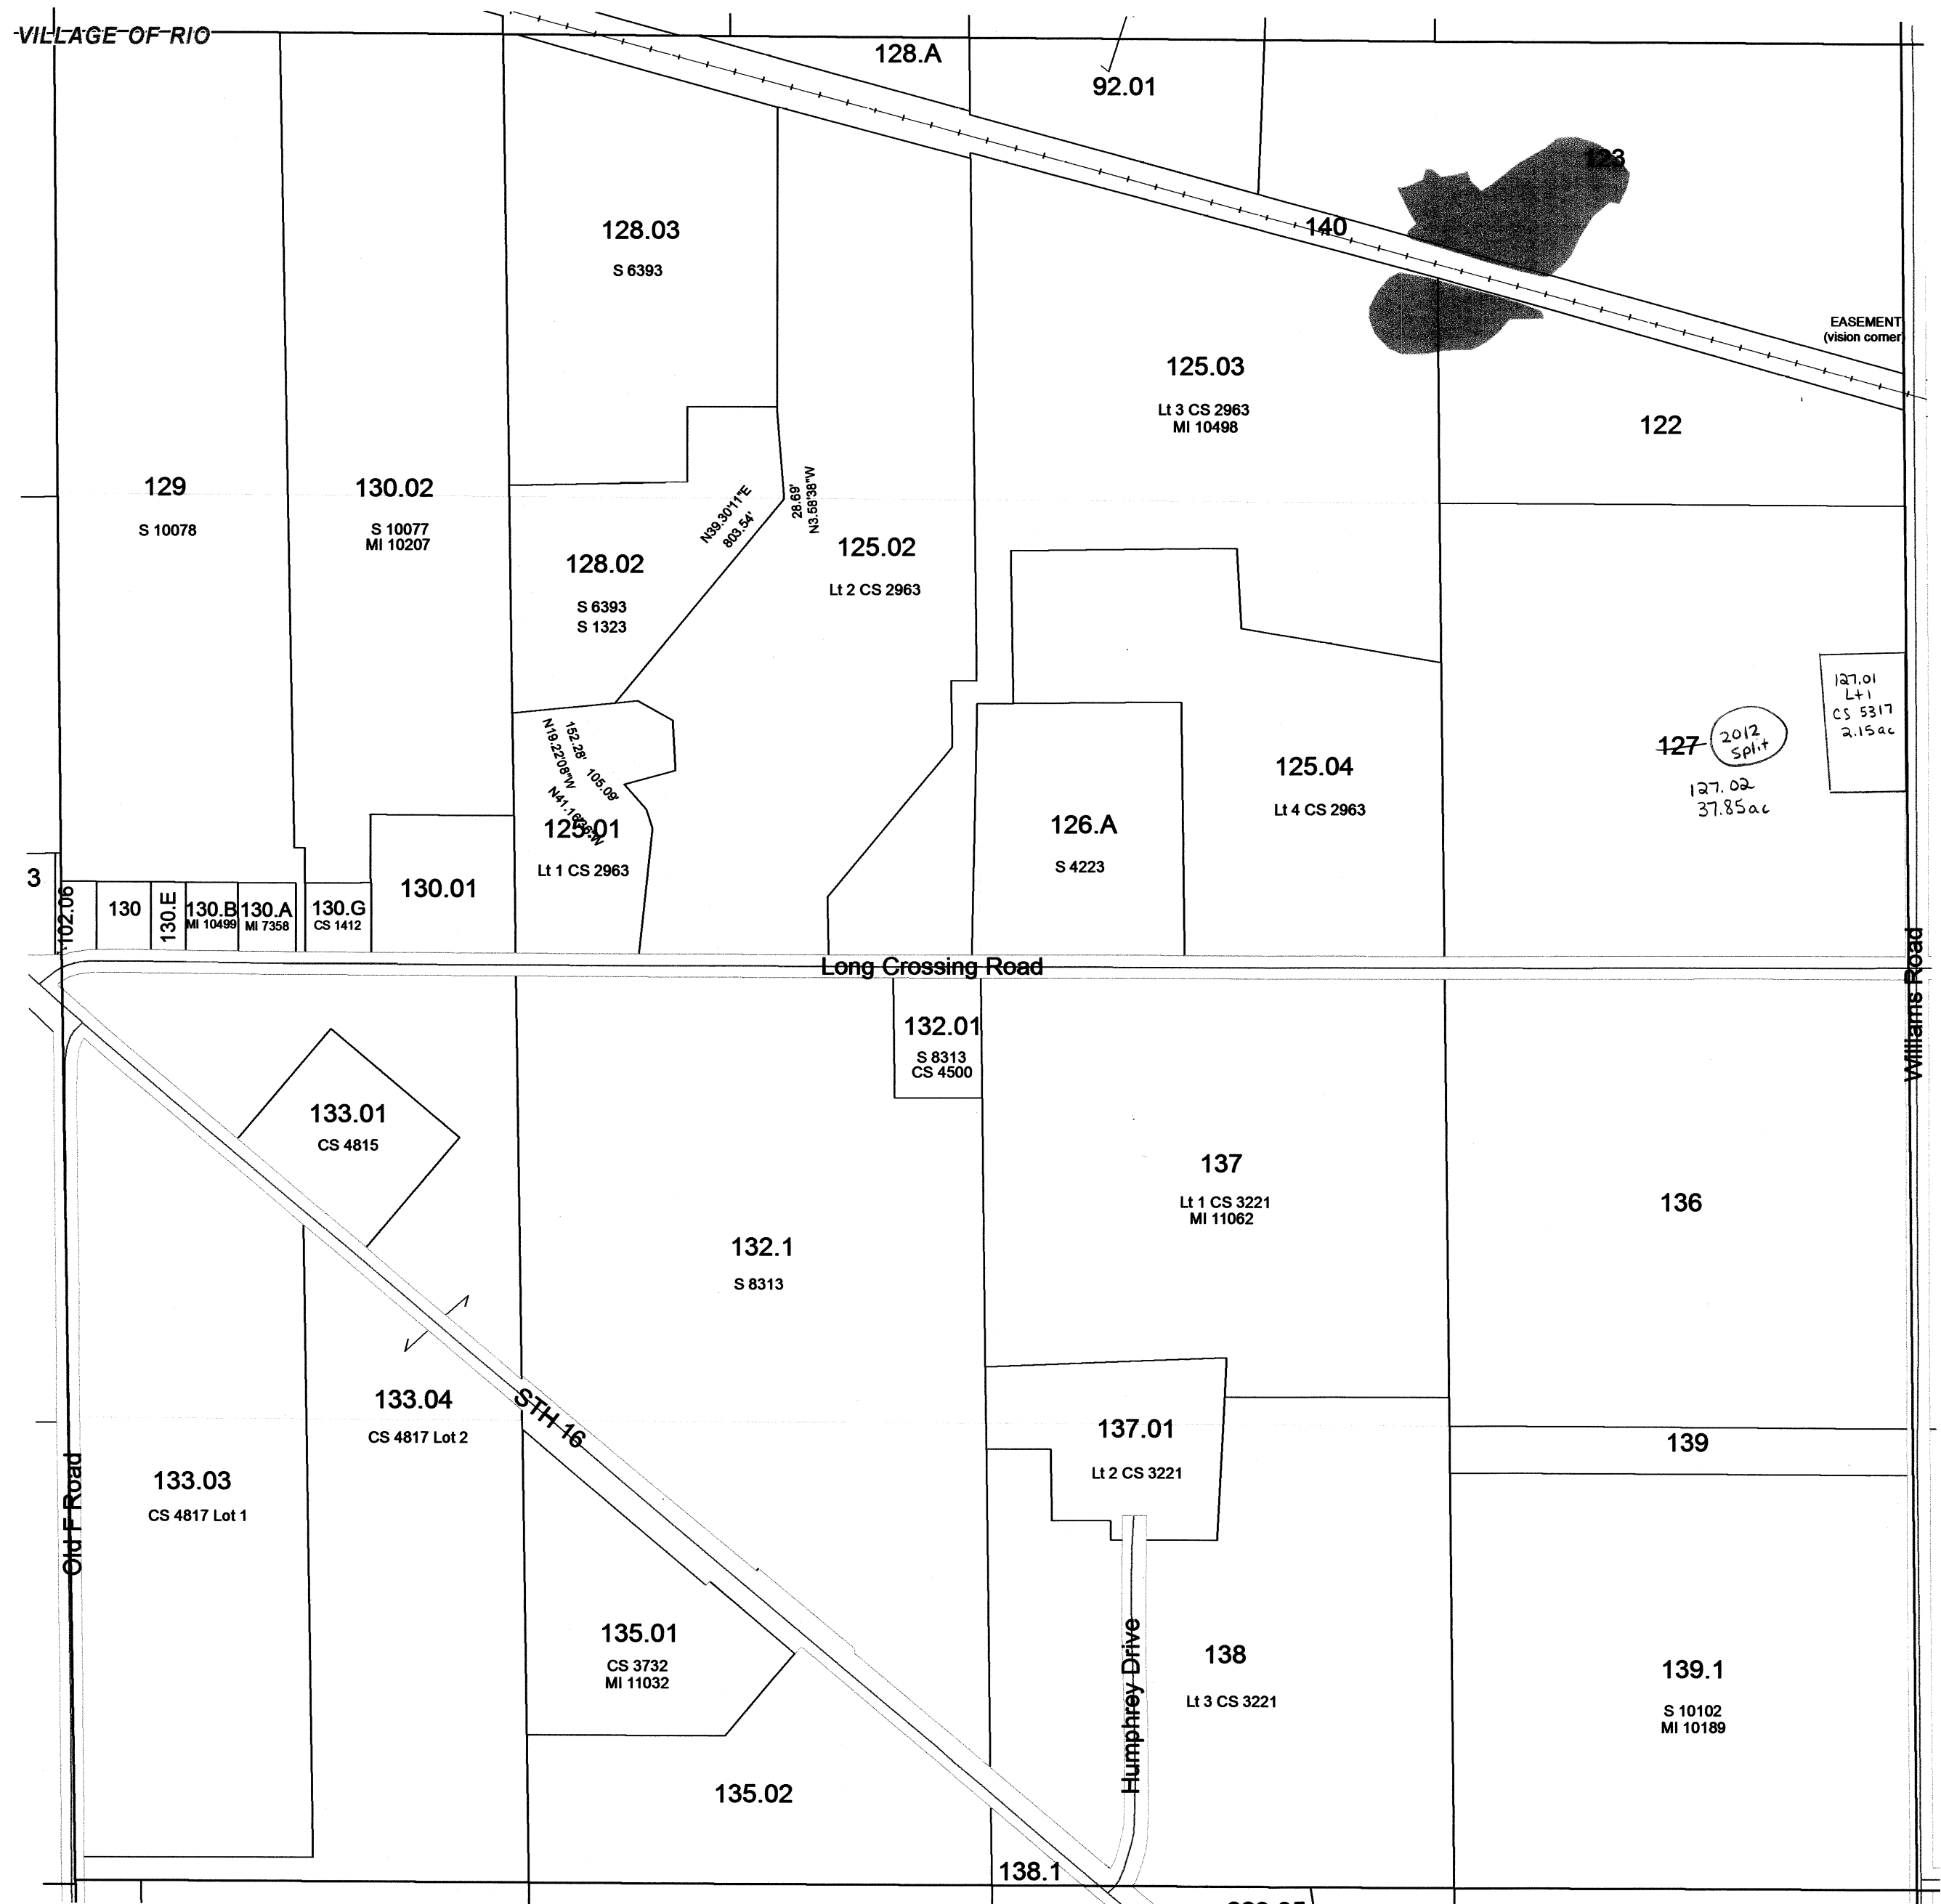 VILLAGE OF RIO
128.A
92.01
123
140
128.03
S 6393
EASEMENT
(vision corner)
125.03
Lt 3 CS 2963
MI 10498
122
129
S 10078
130.02
S 10077
MI 10207
N39.30'11"E
803.54'
28.69'
N3.58'38"W
128.02
S 6393
S 1323
125.02
Lt 2 CS 2963
127.01
Lt 1
CS 5317
2.15 ac
127
2012
split
127.02
37.85 ac
152.28'
N19.22'08"W
105.09'
125.01
Lt 1 CS 2963
125.04
Lt 4 CS 2963
126.A
S 4223
3
102.06
130
130.E
130.B
MI 10499
130.A
MI 7358
130.G
CS 1412
130.01
Long Crossing Road
Williams Road
132.01
S 8313
CS 4500
133.01
CS 4815
137
Lt 1 CS 3221
MI 11062
136
132.1
S 8313
133.04
CS 4817 Lot 2
STH 16
137.01
Lt 2 CS 3221
139
133.03
CS 4817 Lot 1
Old F Road
135.01
CS 3732
MI 11032
Humphrey Drive
138
Lt 3 CS 3221
139.1
S 10102
MI 10189
135.02
138.1